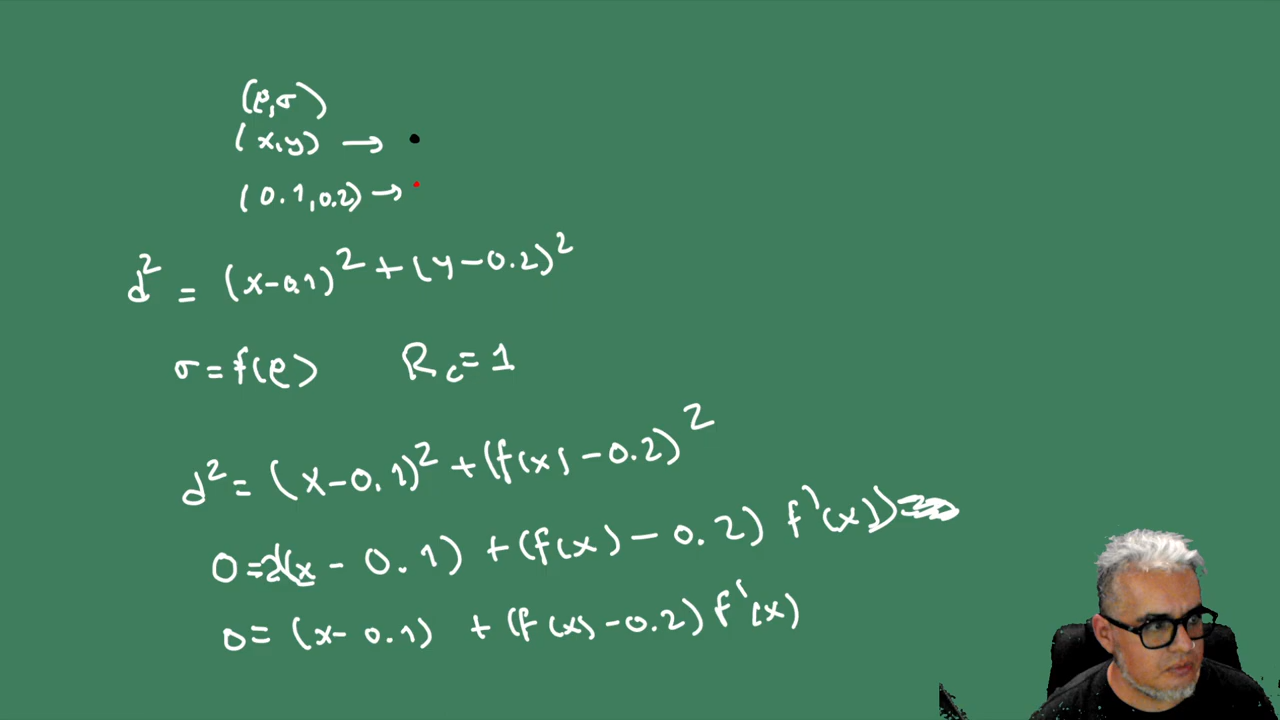 (ρ,σ)
(x,y) →
(0.1,0.2) →
d² = (x-0.1)² + (y-0.2)²
σ = f(ρ) R_c = 1
d² = (x-0.1)² + (f(x) - 0.2)²
0 = 2(x - 0.1) + (f(x) - 0.2) f'(x))
0 = (x - 0.1) + (f(x) - 0.2) f'(x)